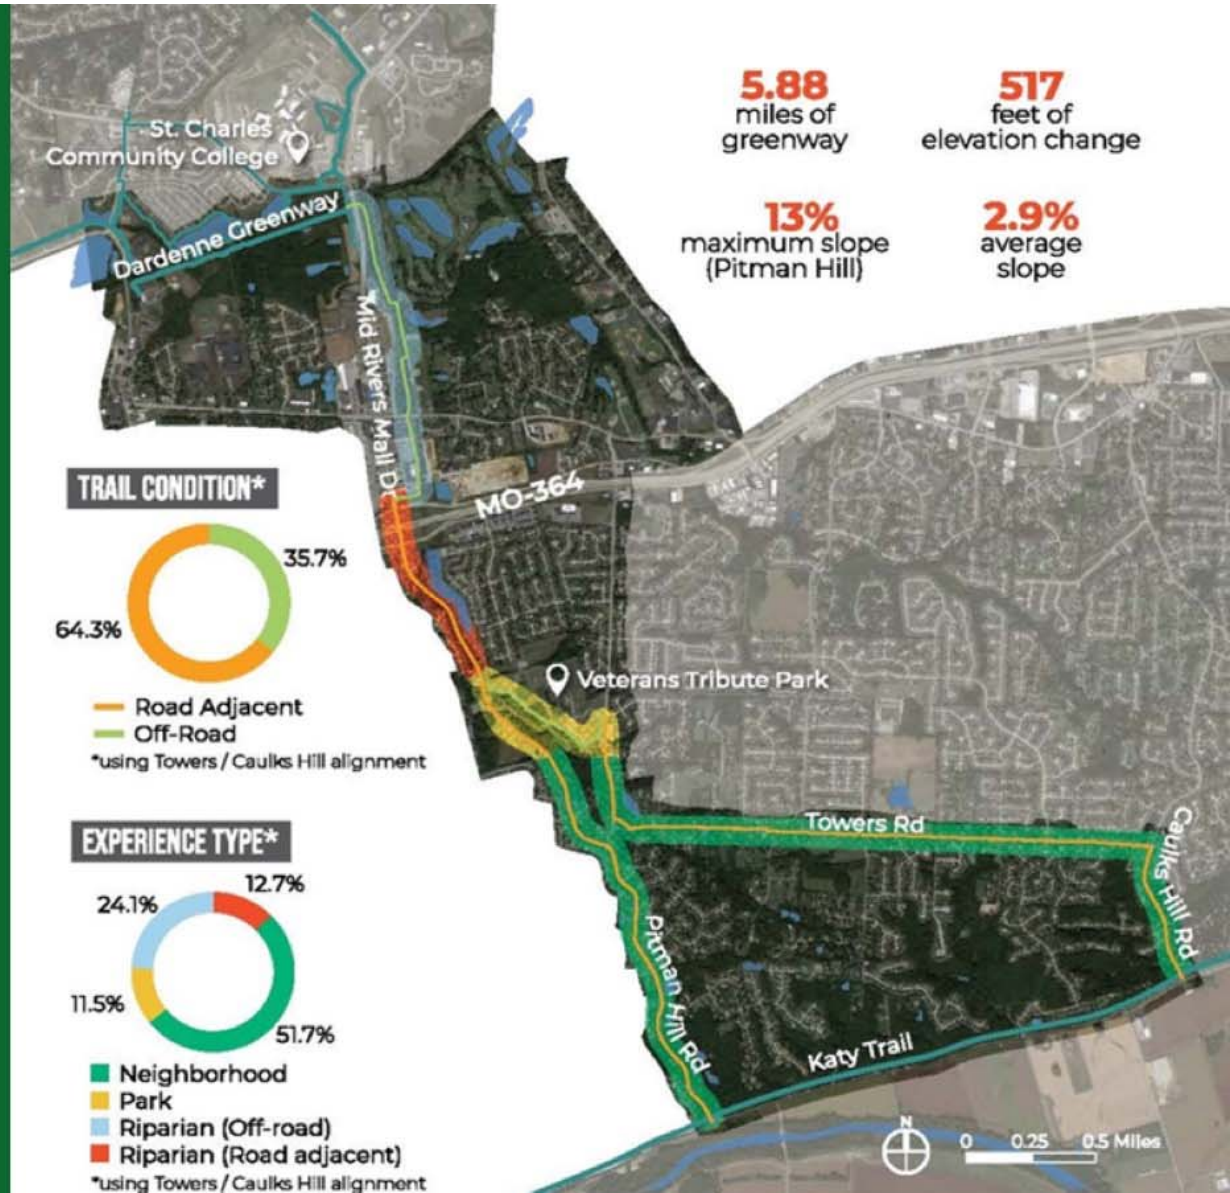 5.88
miles of
greenway
517
feet of
elevation change
13%
maximum slope
(Pitman Hill)
2.9%
average
slope
St. Charles
Community College
Dardenne Greenway
Mid Rivers Mall Dr
MO-364
Veterans Tribute Park
Towers Rd
Caulks Hill Rd
Pitman Hill Rd
Katy Trail
TRAIL CONDITION*
35.7%
64.3%
Road Adjacent
Off-Road
*using Towers / Caulks Hill alignment
EXPERIENCE TYPE*
12.7%
24.1%
11.5%
51.7%
Neighborhood
Park
Riparian (Off-road)
Riparian (Road adjacent)
*using Towers / Caulks Hill alignment
N
0 0.25 0.5 Miles